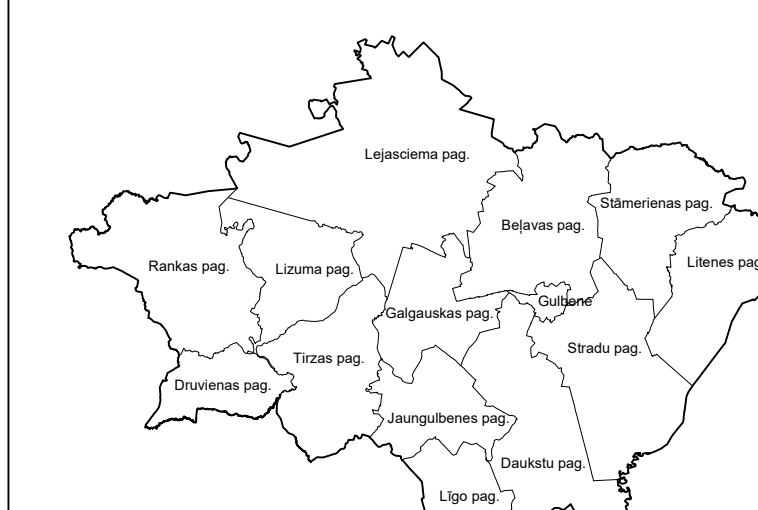 Lejasciema pag.
Stāmerienas pag.
Beļavas pag.
Litenes pag
Rankas pag.
Lizuma pag.
Gulbene
Galgauskas pag.
Stradu pag.
Tirzas pag.
Druvienas pag.
Jaungulbenes pag.
Daukstu pag.
Līgo pag.